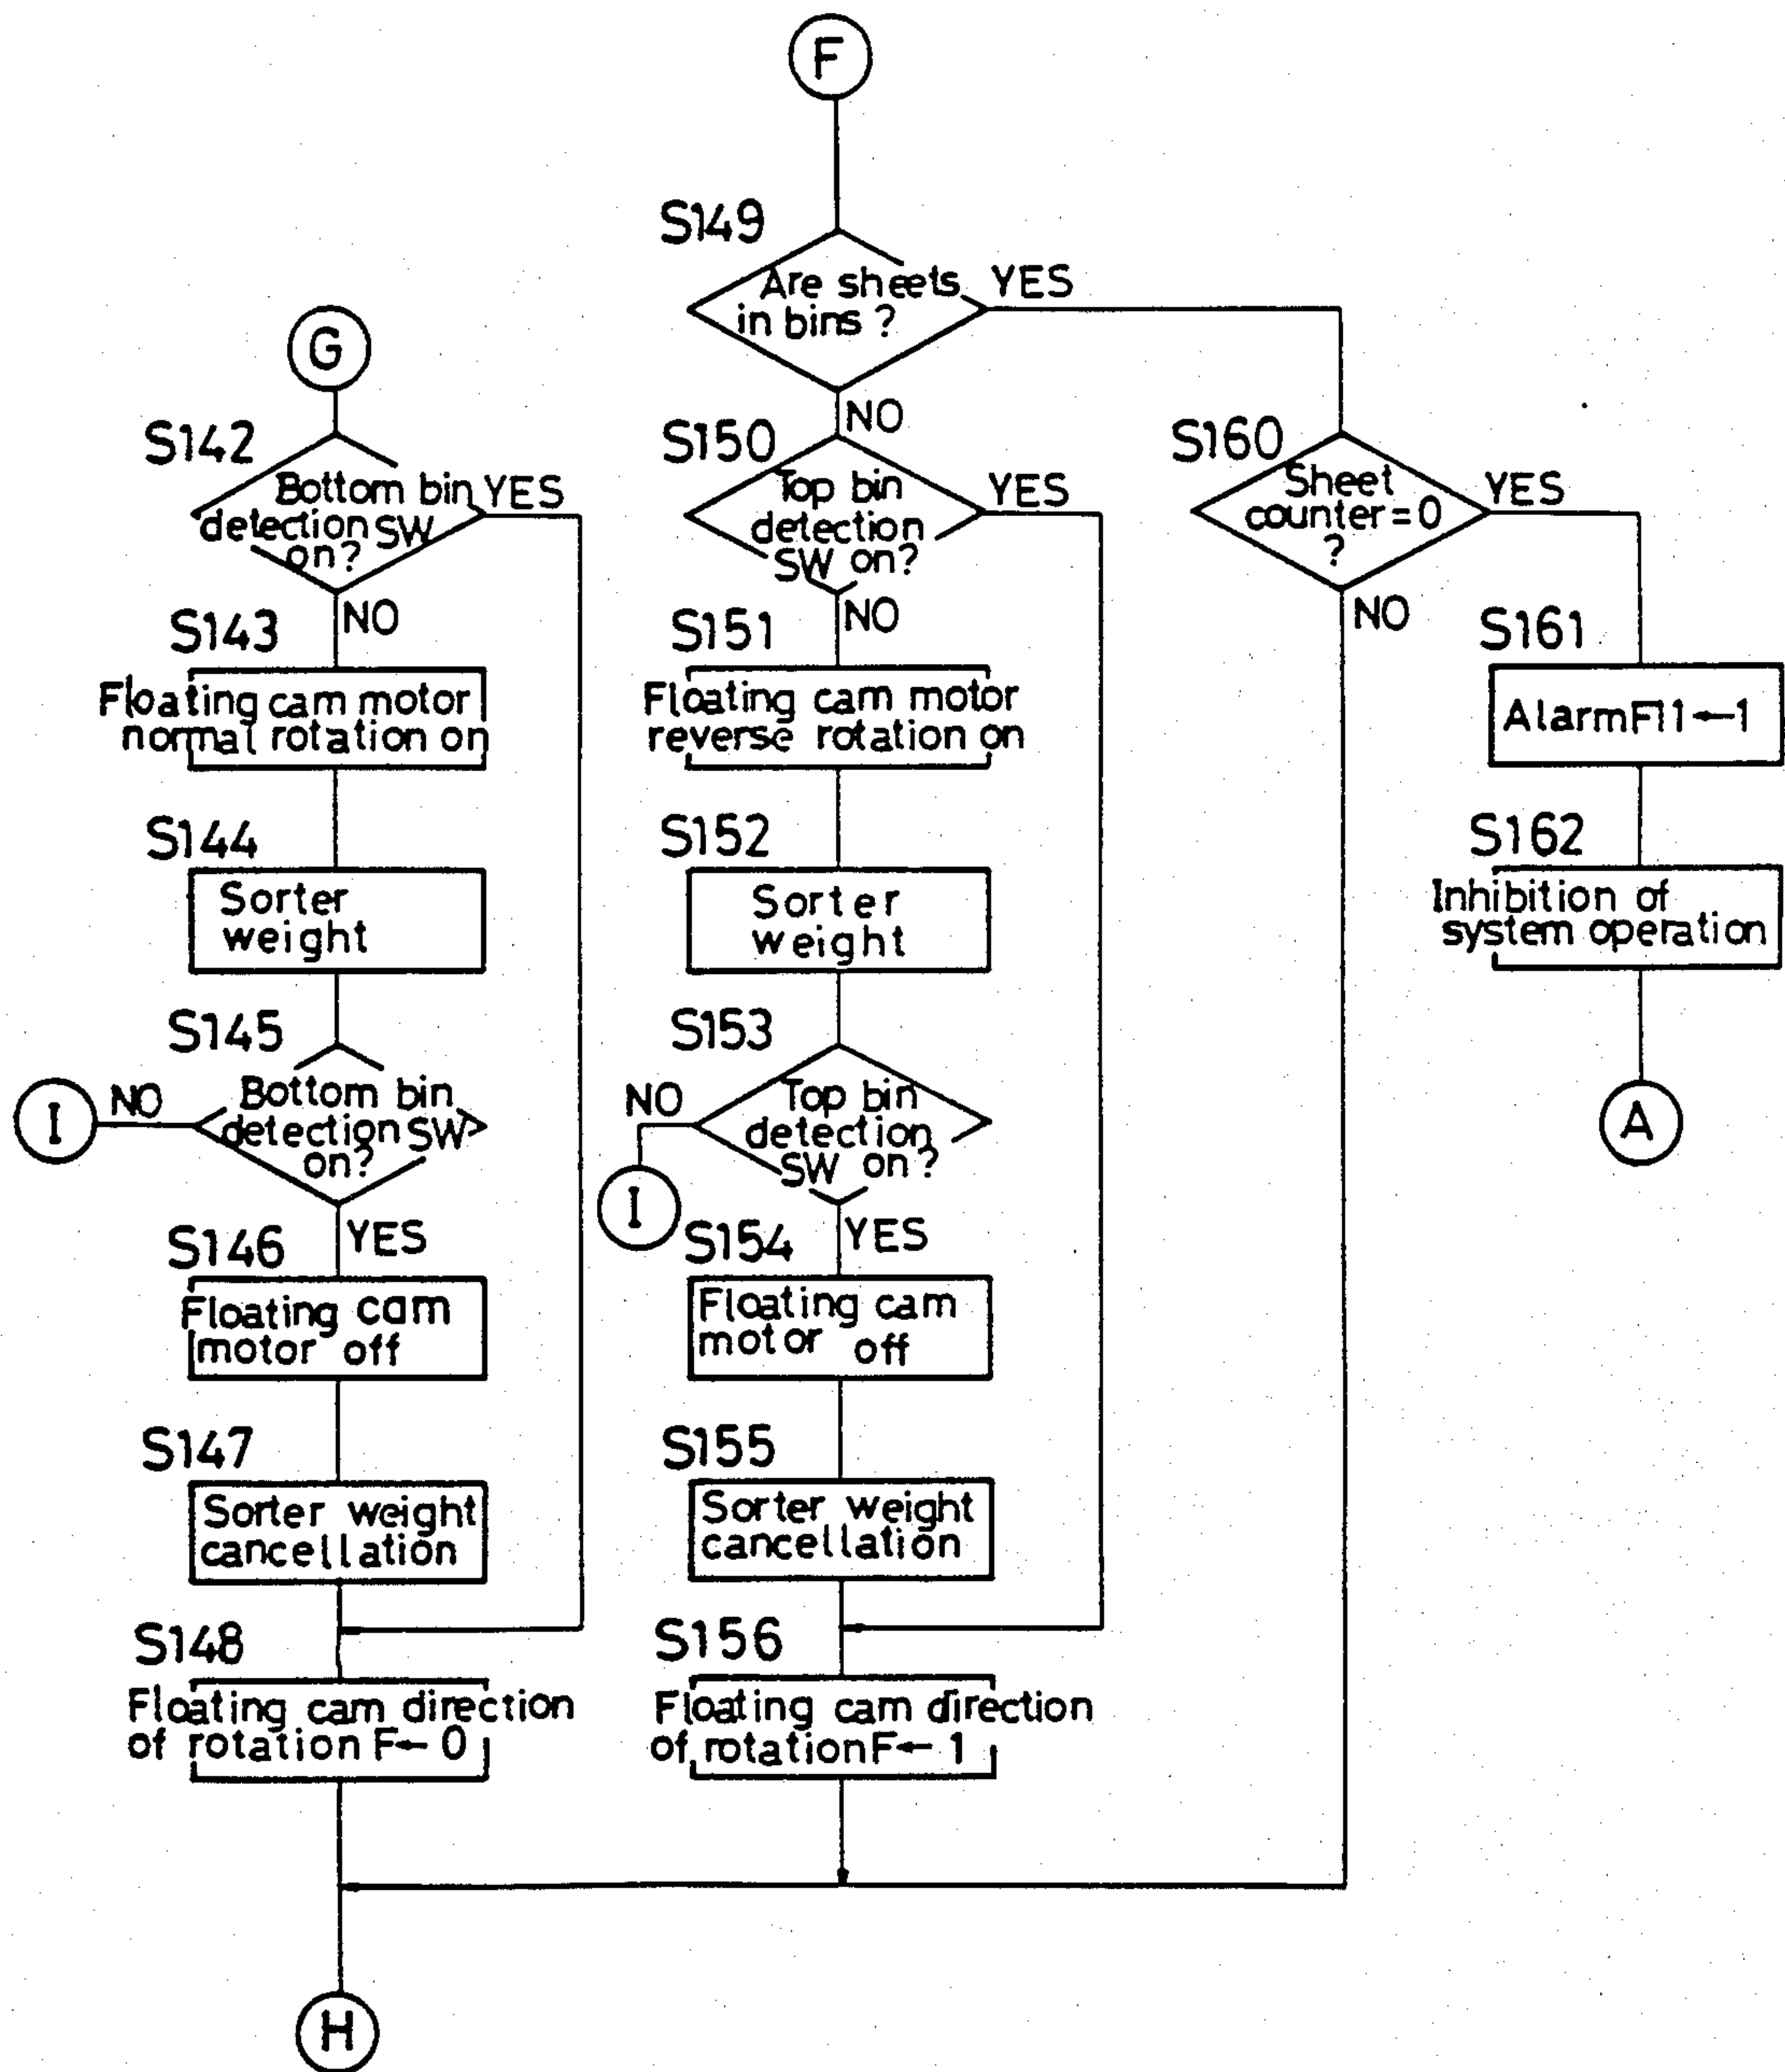 F
S149
Are sheets
in bins ?
YES
NO
G
S142
Bottom bin
detection SW
on?
YES
NO
S143
Floating cam motor
normal rotation on
S144
Sorter
weight
S145
Bottom bin
detection SW
on?
NO
I
YES
S146
Floating cam
motor off
S147
Sorter weight
cancellation
S148
Floating cam direction
of rotation F← 0
H
S150
Top bin
detection
SW on?
YES
NO
S151
Floating cam motor
reverse rotation on
S152
Sorter
weight
S153
Top bin
detection
SW on?
NO
I
YES
S154
Floating cam
motor off
S155
Sorter weight
cancellation
S156
Floating cam direction
of rotation F← 1
S160
Sheet
counter = 0
?
YES
NO
S161
Alarm F11←1
S162
Inhibition of
system operation
A